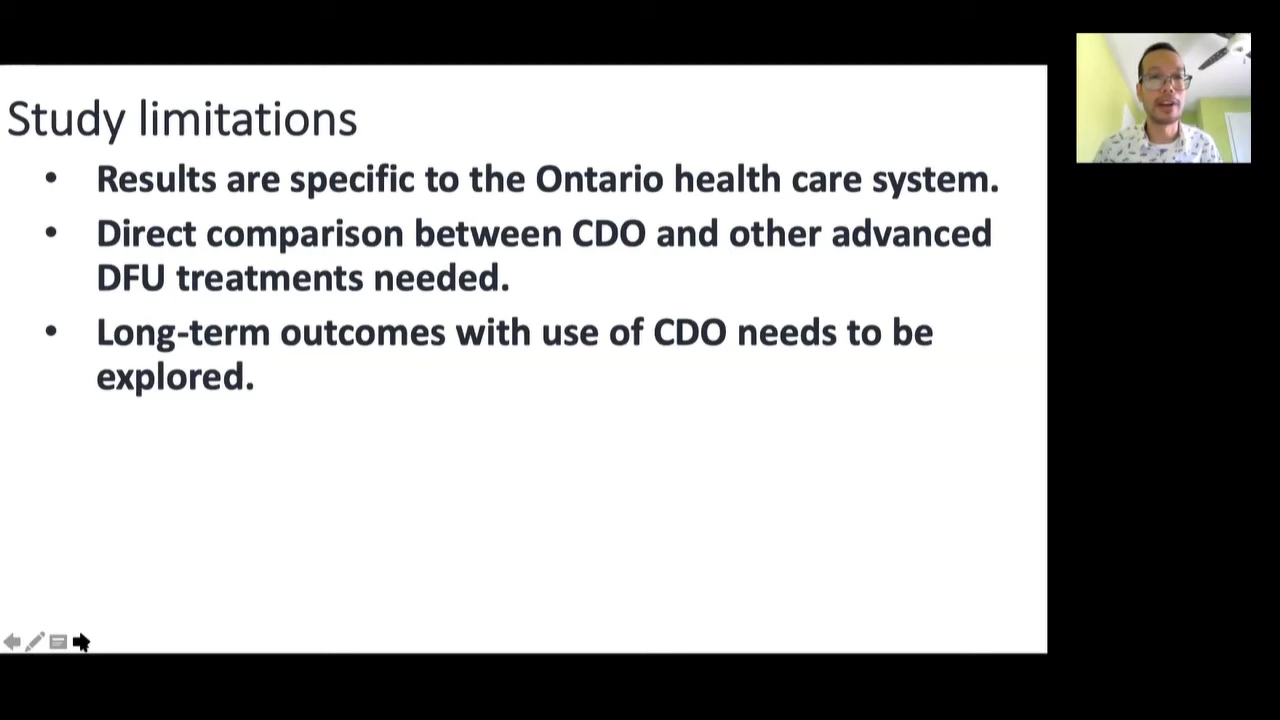 Study limitations
• Results are specific to the Ontario health care system.
• Direct comparison between CDO and other advanced
DFU treatments needed.
• Long-term outcomes with use of CDO needs to be
explored.